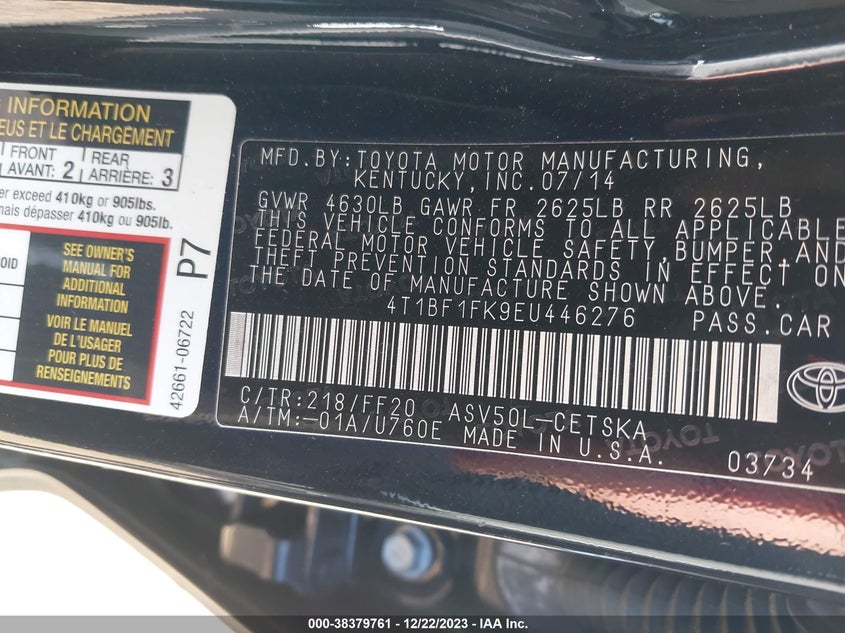 INFORMATION
EUS ET LE CHARGEMENT
FRONT
AVANT: 2
REAR
ARRIÈRE: 3
er exceed 410kg or 905lbs.
mais dépasser 410kg ou 905lb.
OID
SEE OWNER'S
MANUAL FOR
ADDITIONAL
INFORMATION
VOIR LE MANUEL
DE L'USAGER
POUR PLUS DE
RENSEIGNEMENTS
P7
42661-06722
MFD.BY:TOYOTA MOTOR MANUFACTURING,
KENTUCKY,INC.07/14
GVWR 4630LB GAWR FR 2625LB RR 2625LB
THIS VEHICLE CONFORMS TO ALL APPLICABLE
FEDERAL MOTOR VEHICLE SAFETY,BUMPER,AND
THEFT PREVENTION STANDARDS IN EFFECT ON
THE DATE OF MANUFACTURE SHOWN ABOVE.
4T1BF1FK9EU446276 PASS.CAR
C/TR:218/FF20 ASV50L-CETSKA
A/TM:-01A/U760E MADE IN U.S.A.
03734
000-38379761 - 12/22/2023 - IAA Inc.